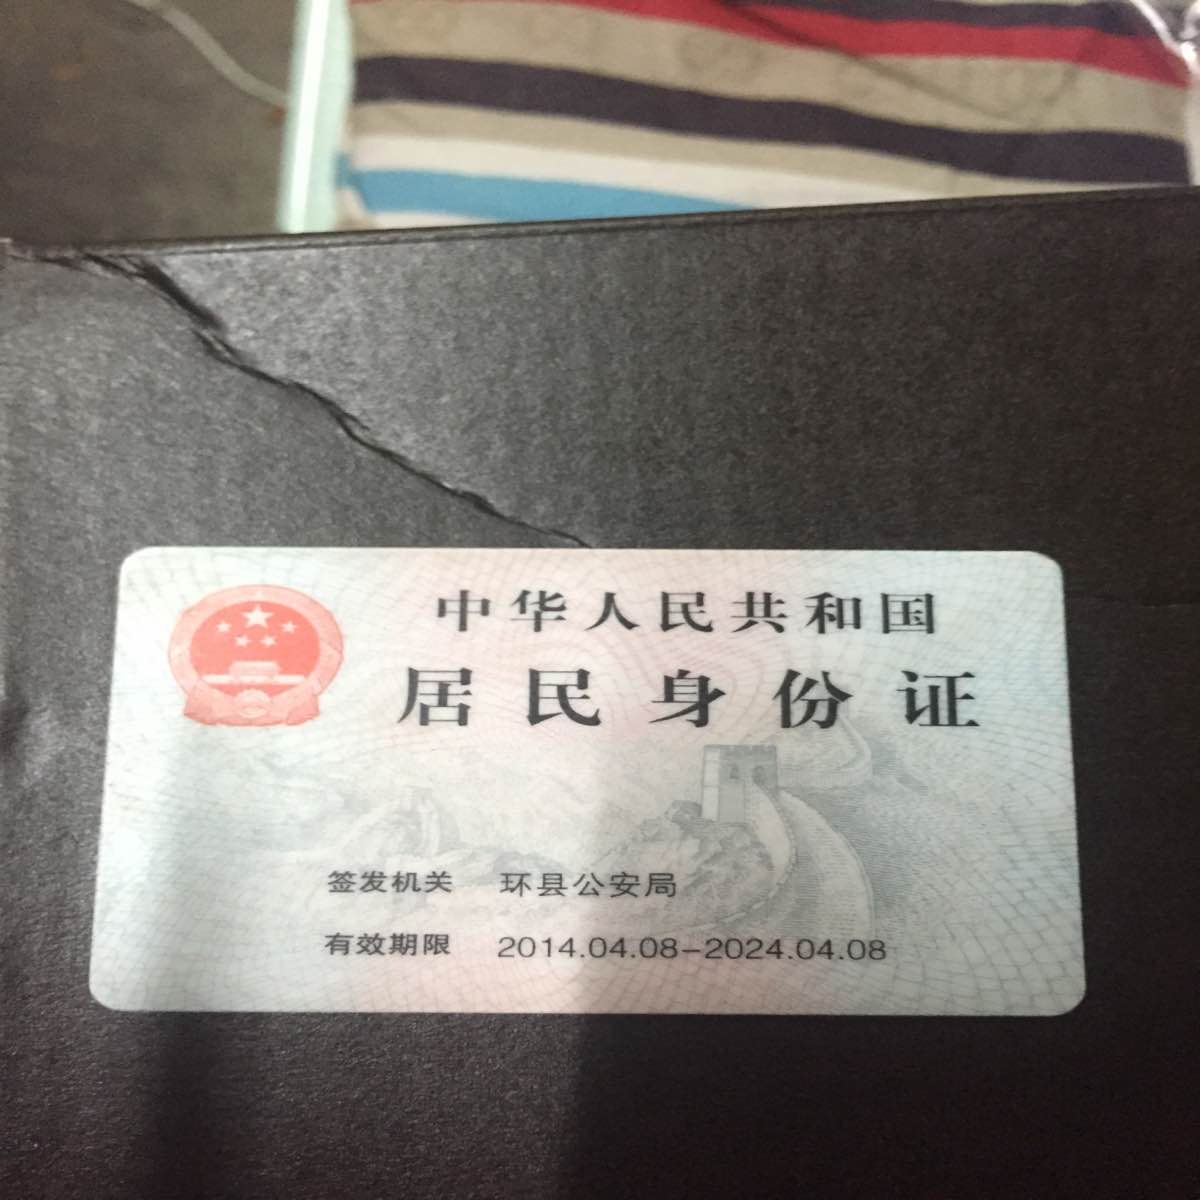 中华人民共和国
居民身份证
签发机关 环县公安局
有效期限 2014.04.08-2024.04.08